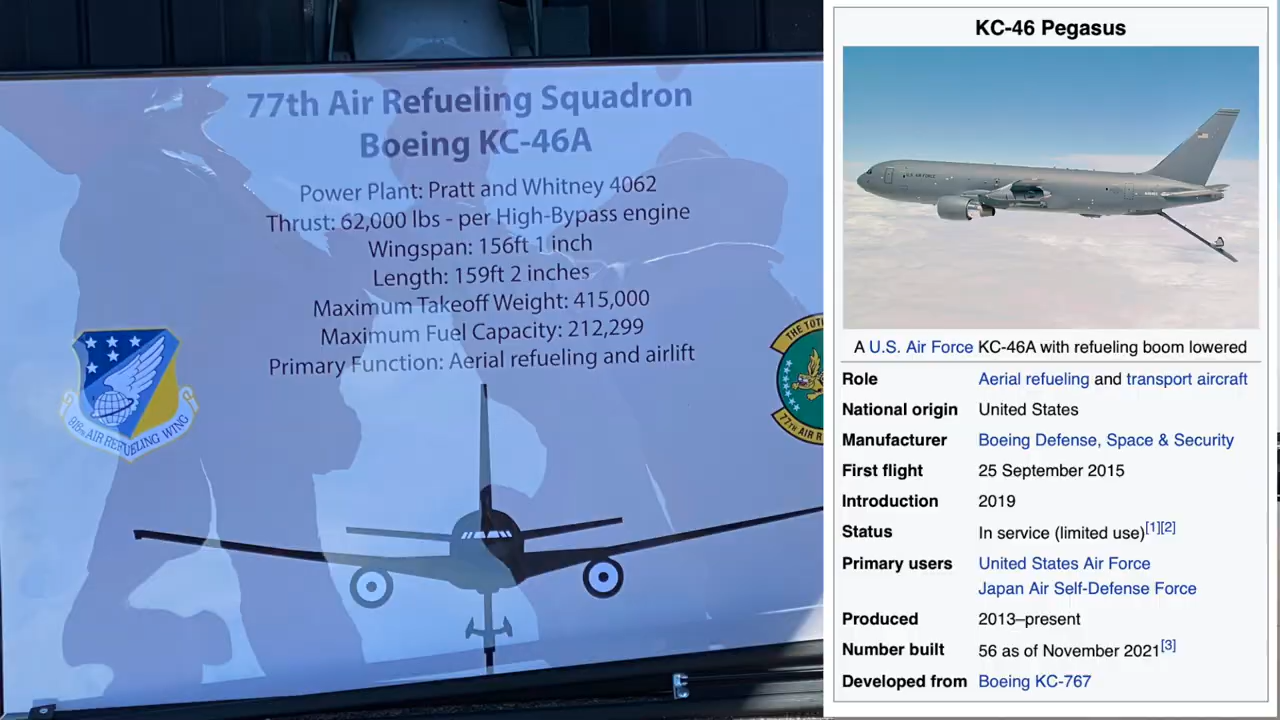 77th Air Refueling Squadron
Boeing KC-46A
Power Plant: Pratt and Whitney 4062
Thrust: 62,000 lbs - per High-Bypass engine
Wingspan: 156ft 1 inch
Length: 159ft 2 inches
Maximum Takeoff Weight: 415,000
Maximum Fuel Capacity: 212,299
Primary Function: Aerial refueling and airlift
916th AIR REFUELING WING
THE TOTH
77TH AIR R
KC-46 Pegasus
U.S. AIR FORCE
A U.S. Air Force KC-46A with refueling boom lowered
Role Aerial refueling and transport aircraft
National origin United States
Manufacturer Boeing Defense, Space & Security
First flight 25 September 2015
Introduction 2019
Status In service (limited use)[1][2]
Primary users United States Air Force
Japan Air Self-Defense Force
Produced 2013–present
Number built 56 as of November 2021[3]
Developed from Boeing KC-767